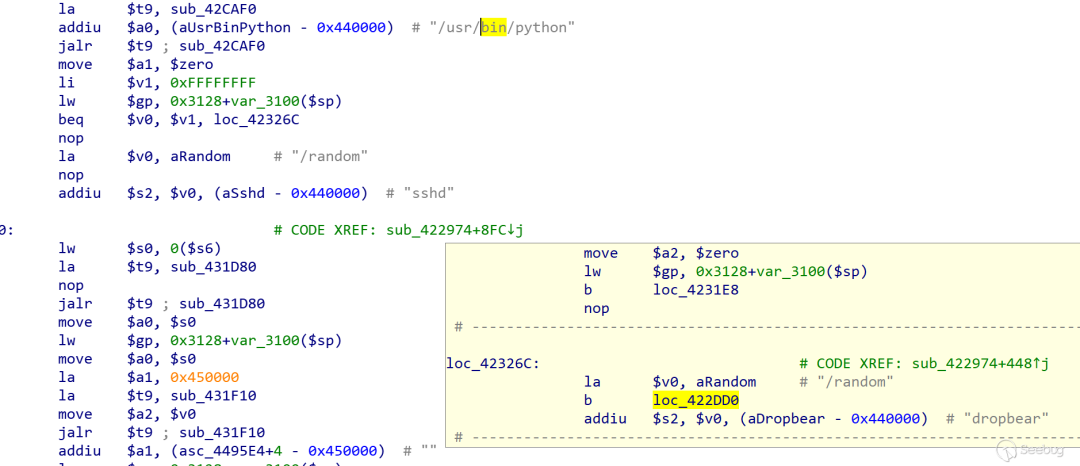 la $t9, sub_42CAF0
addiu $a0, (aUsrBinPython - 0x440000) # "/usr/bin/python"
jalr $t9 ; sub_42CAF0
move $a1, $zero
li $v1, 0xFFFFFFFF
lw $gp, 0x3128+var_3100($sp)
beq $v0, $v1, loc_42326C
nop
la $v0, aRandom # "/random"
nop
addiu $s2, $v0, (aSshd - 0x440000) # "sshd"
0: # CODE XREF: sub_422974+8FC↓j
lw $s0, 0($s6)
la $t9, sub_431D80
nop
jalr $t9 ; sub_431D80
move $a0, $s0
lw $gp, 0x3128+var_3100($sp)
move $a0, $s0
la $a1, 0x450000
la $t9, sub_431F10
move $a2, $v0
jalr $t9 ; sub_431F10
addiu $a1, (asc_4495E4+4 - 0x450000) # ""
move $a2, $zero
lw $gp, 0x3128+var_3100($sp)
b loc_4231E8
nop
# ---------------------------------------------------------------------------
loc_42326C: # CODE XREF: sub_422974+448↑j
la $v0, aRandom # "/random"
b loc_422DD0
addiu $s2, $v0, (aDropbear - 0x440000) # "dropbear"
# ---------------------------------------------------------------------------
Seebug